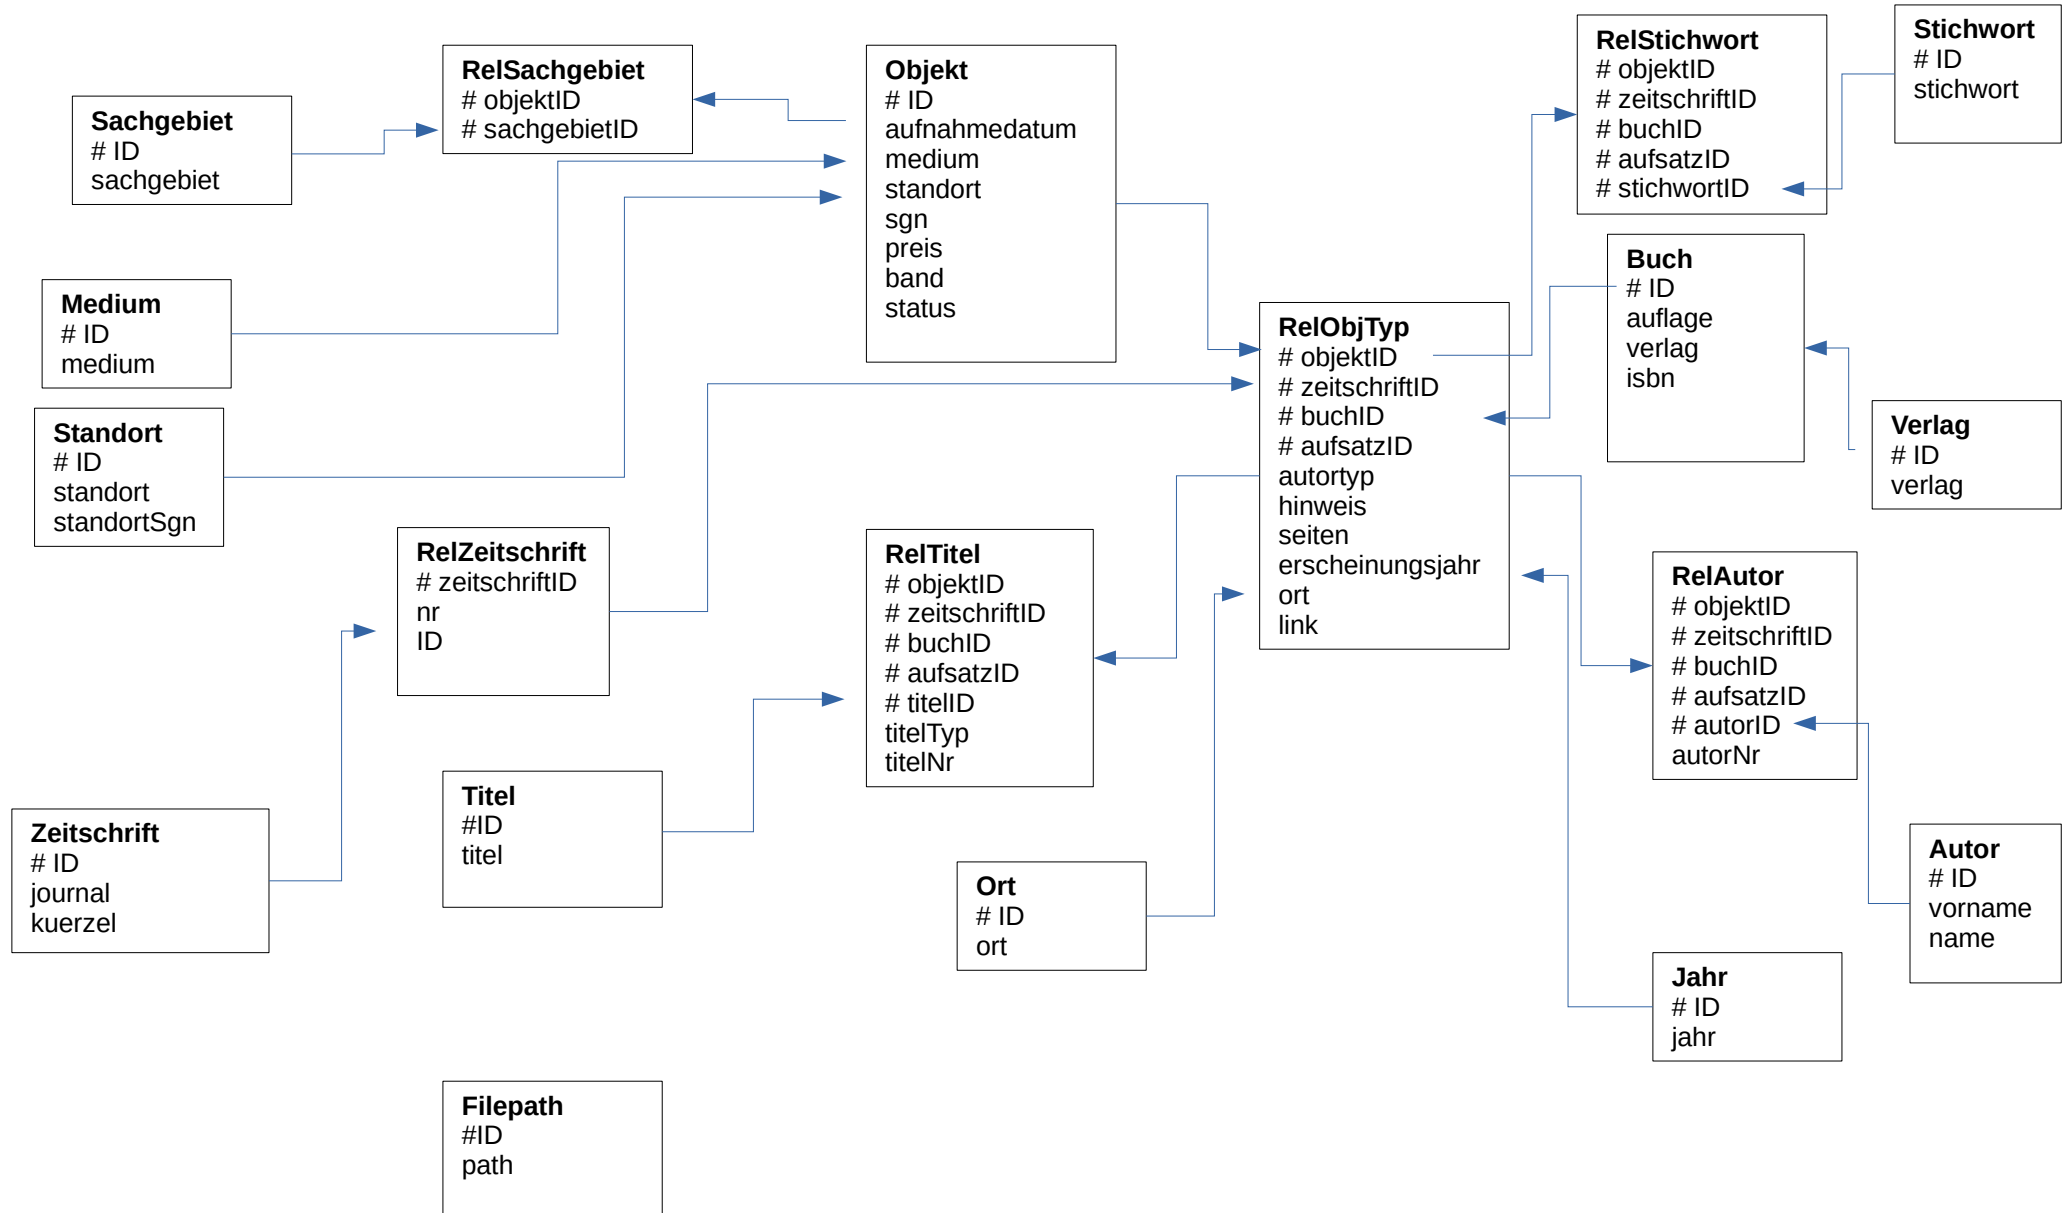 Sachgebiet
# ID
sachgebiet
RelSachgebiet
# objektID
# sachgebietID
Objekt
# ID
aufnahmedatum
medium
standort
sgn
preis
band
status
RelStichwort
# objektID
# zeitschriftID
# buchID
# aufsatzID
# stichwortID
Stichwort
# ID
stichwort
Medium
# ID
medium
Standort
# ID
standort
standortSgn
RelObjTyp
# objektID
# zeitschriftID
# buchID
# aufsatzID
autortyp
hinweis
seiten
erscheinungsjahr
ort
link
Buch
# ID
auflage
verlag
isbn
Verlag
# ID
verlag
RelZeitschrift
# zeitschriftID
nr
ID
RelTitel
# objektID
# zeitschriftID
# buchID
# aufsatzID
# titelID
titelTyp
titelNr
RelAutor
# objektID
# zeitschriftID
# buchID
# aufsatzID
# autorID
autorNr
Zeitschrift
# ID
journal
kuerzel
Titel
#ID
titel
Ort
# ID
ort
Autor
# ID
vorname
name
Jahr
# ID
jahr
Filepath
#ID
path